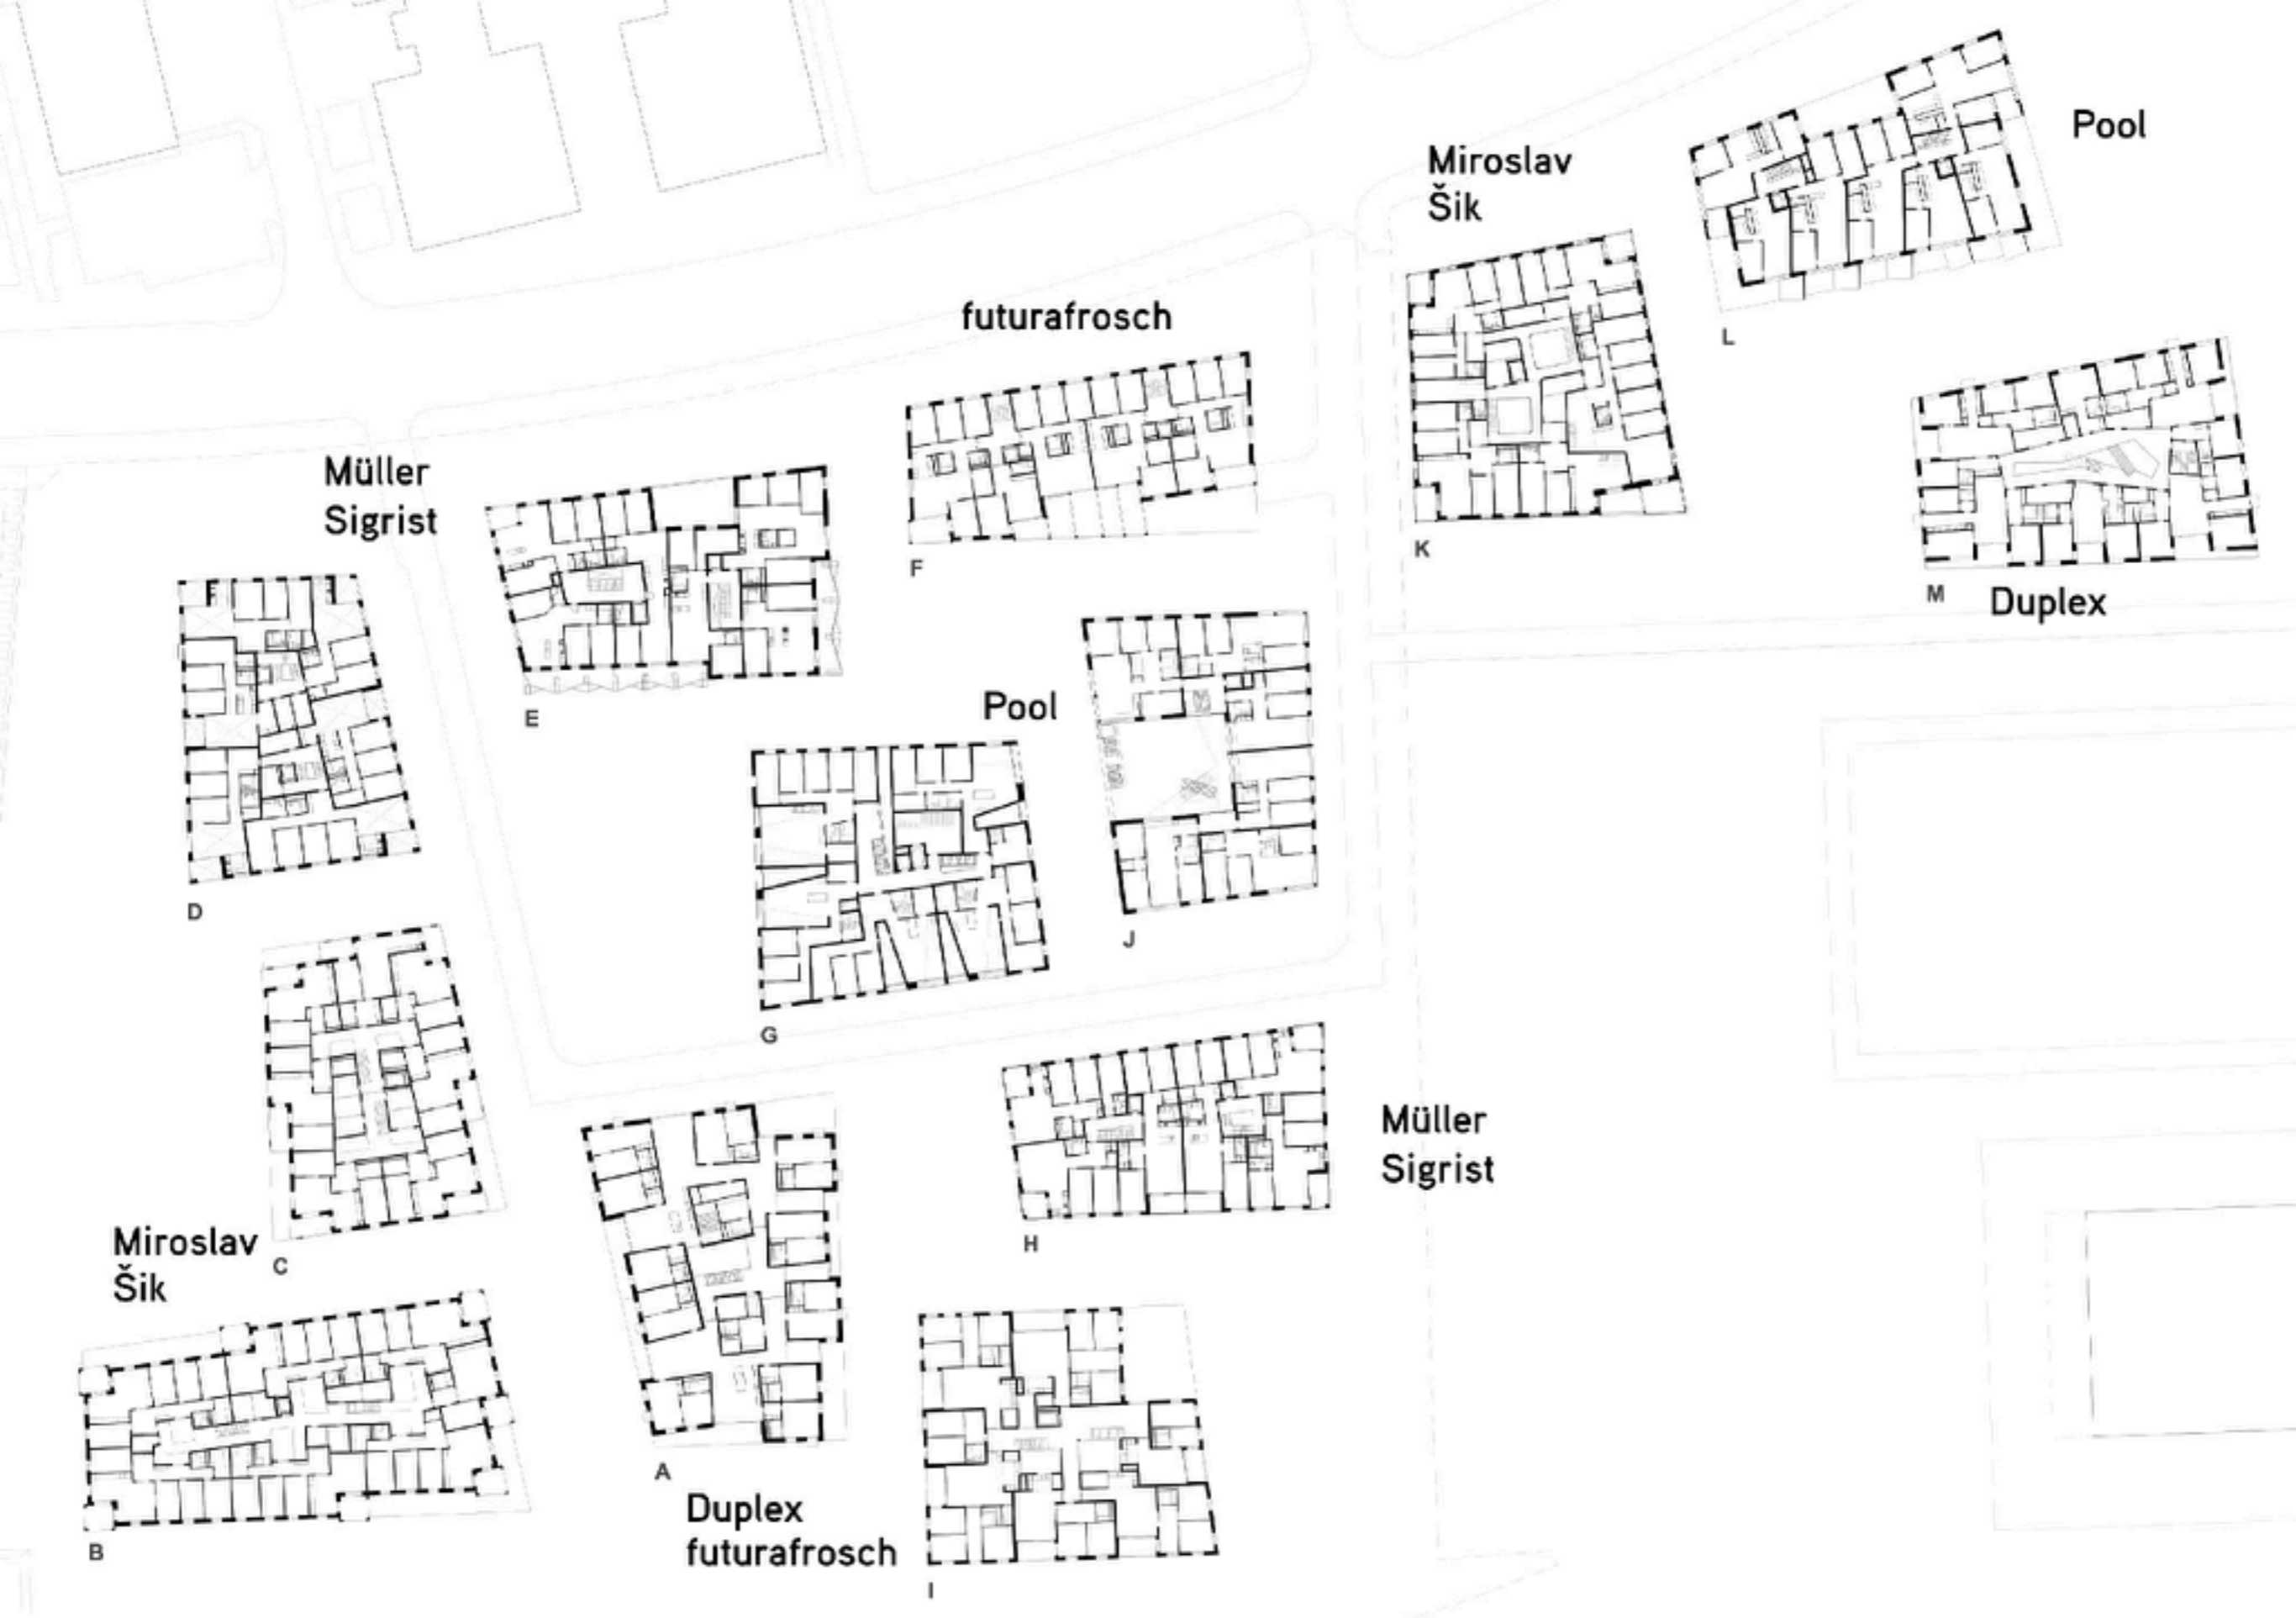 Pool
Miroslav
Šik
L
futurafrosch
K
F
M
Duplex
Müller
Sigrist
E
Pool
D
J
G
Müller
Sigrist
H
Miroslav
Šik
C
A
Duplex
futurafrosch
B
I